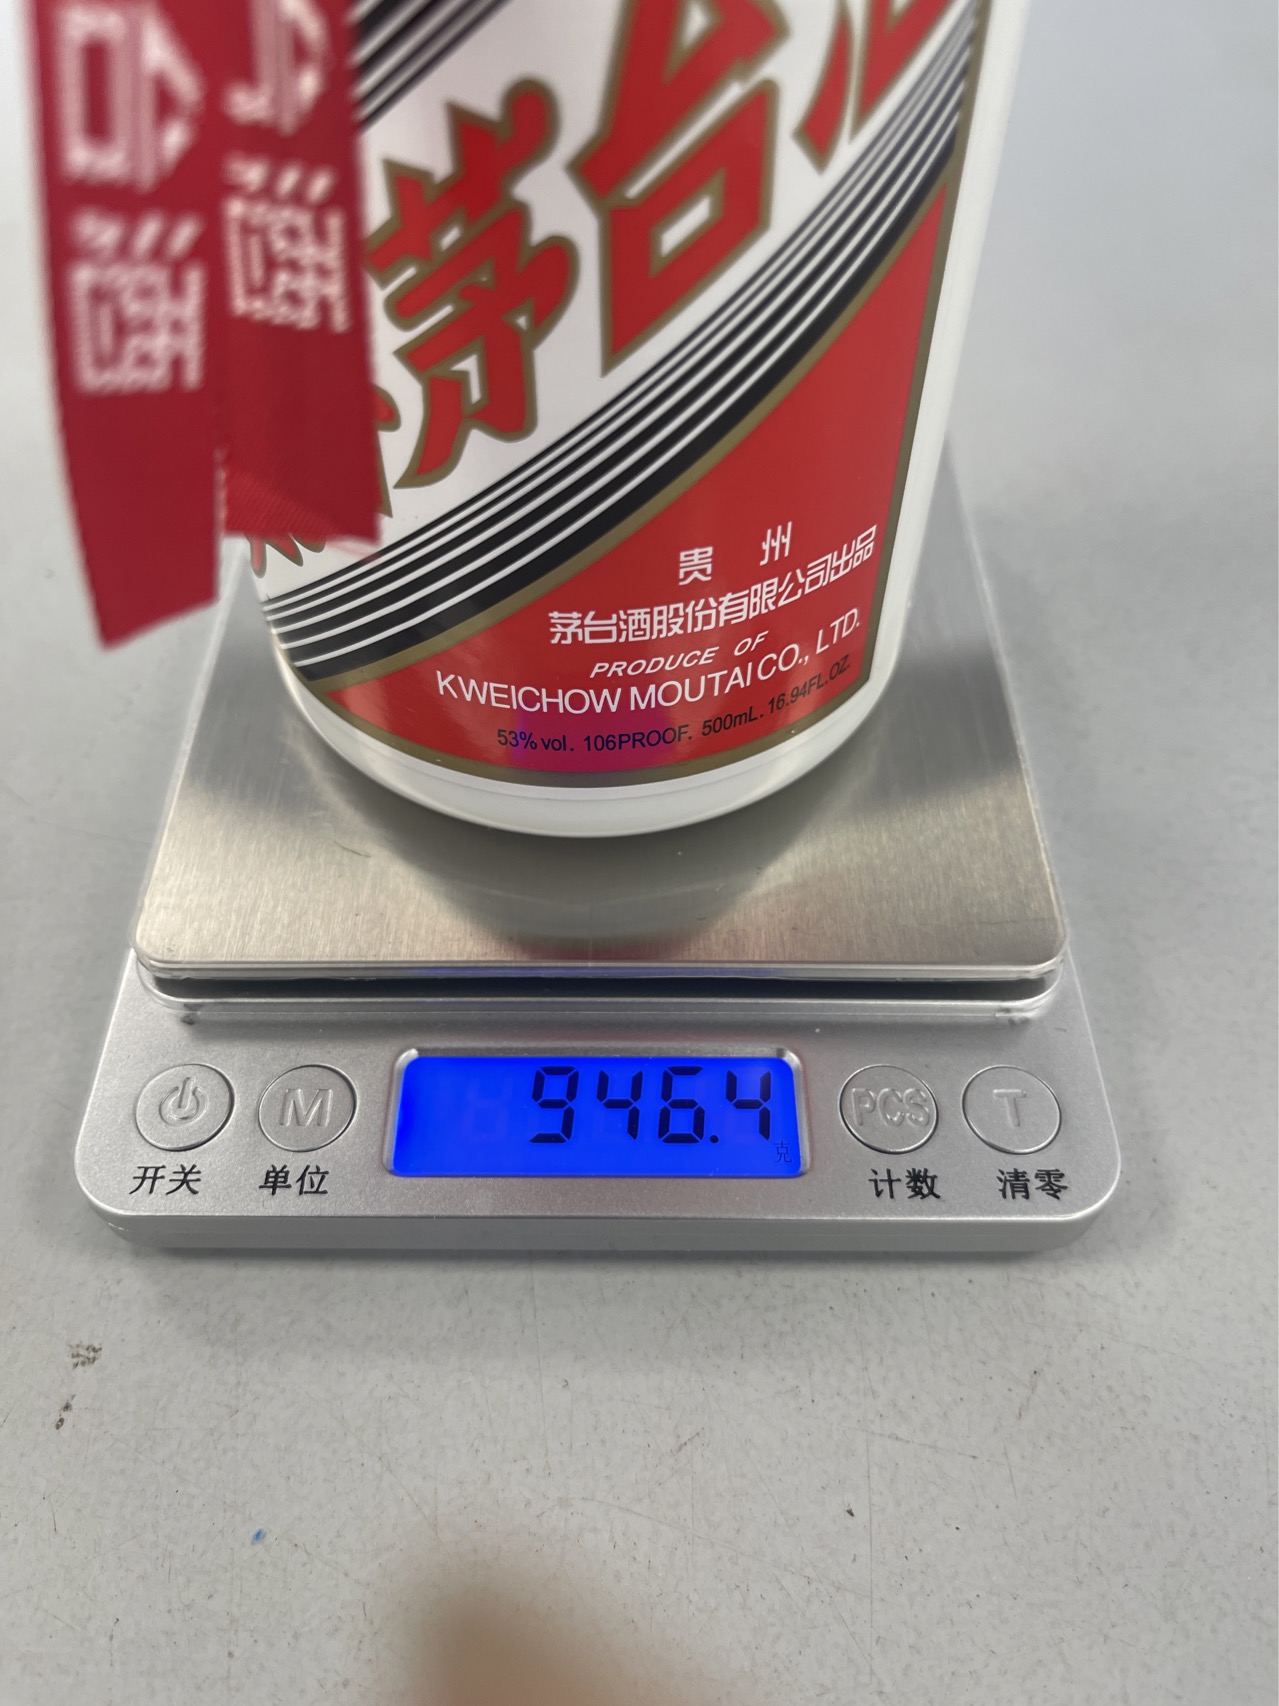 茅台
贵 州
茅台酒股份有限公司出品
PRODUCE OF
KWEICHOW MOUTAI CO., LTD.
53% vol. 106PROOF. 500mL. 16.94FL.OZ.
946.4
克
M
PCS
T
开关
单位
计数
清零